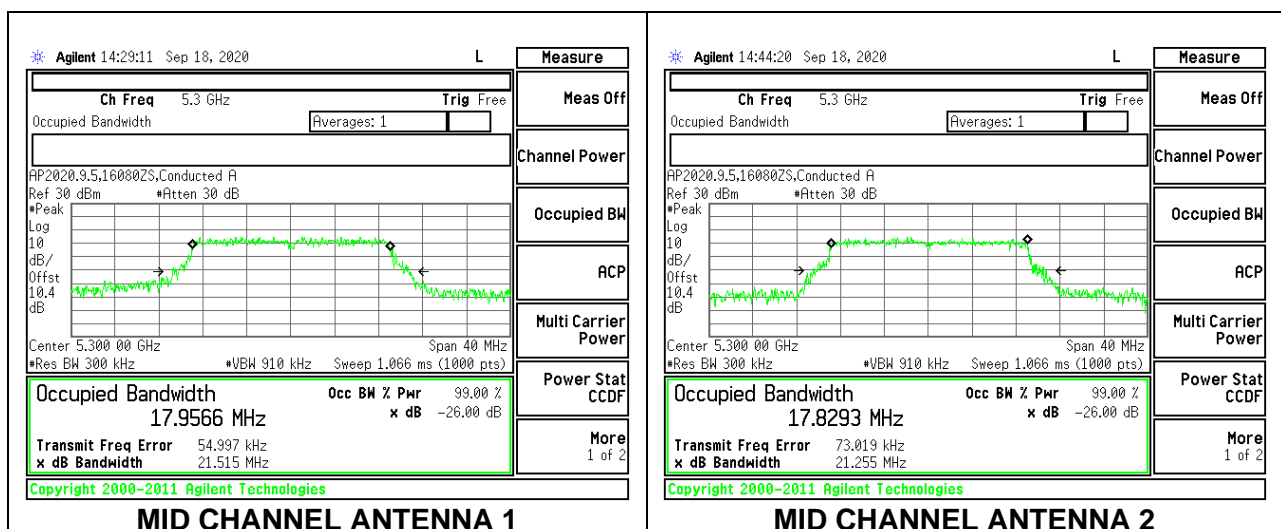 Agilent 14:29:11 Sep 18, 2020 L
Measure
Ch Freq 5.3 GHz Trig Free
Meas Off
Occupied Bandwidth Averages: 1
Channel Power
AP2020.9.5,16080ZS,Conducted A
Ref 30 dBm #Atten 30 dB
#Peak
Log
10
dB/
Offst
10.4
dB
Occupied BW
ACP
Multi Carrier
Power
Center 5.300 00 GHz Span 40 MHz
#Res BW 300 kHz #VBW 910 kHz Sweep 1.066 ms (1000 pts)
Power Stat
CCDF
Occupied Bandwidth Occ BW % Pwr 99.00 %
17.9566 MHz x dB -26.00 dB
Transmit Freq Error 54.997 kHz
x dB Bandwidth 21.515 MHz
More
1 of 2
Copyright 2000-2011 Agilent Technologies
MID CHANNEL ANTENNA 1
Agilent 14:44:20 Sep 18, 2020 L
Measure
Ch Freq 5.3 GHz Trig Free
Meas Off
Occupied Bandwidth Averages: 1
Channel Power
AP2020.9.5,16080ZS,Conducted A
Ref 30 dBm #Atten 30 dB
#Peak
Log
10
dB/
Offst
10.4
dB
Occupied BW
ACP
Multi Carrier
Power
Center 5.300 00 GHz Span 40 MHz
#Res BW 300 kHz #VBW 910 kHz Sweep 1.066 ms (1000 pts)
Power Stat
CCDF
Occupied Bandwidth Occ BW % Pwr 99.00 %
17.8293 MHz x dB -26.00 dB
Transmit Freq Error 73.019 kHz
x dB Bandwidth 21.255 MHz
More
1 of 2
Copyright 2000-2011 Agilent Technologies
MID CHANNEL ANTENNA 2